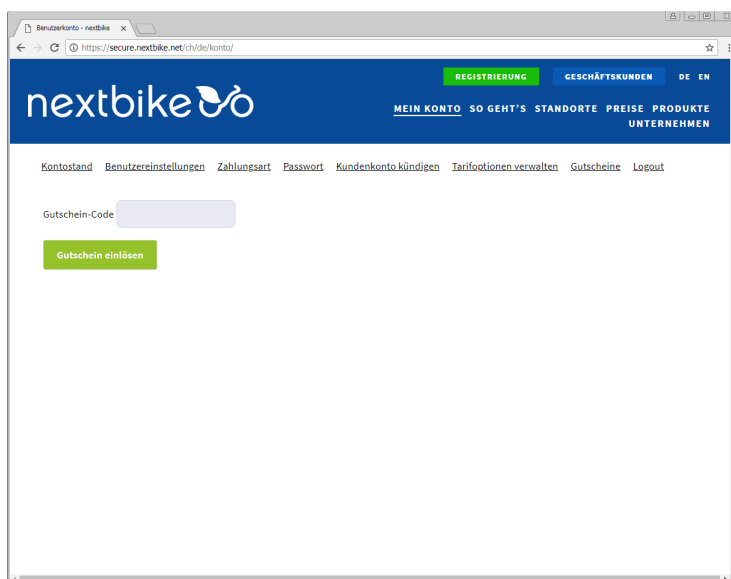 Benutzerkonto - nextbike
https://secure.nextbike.net/ch/de/konto/
REGISTRIERUNG GESCHÄFTSKUNDEN DE EN
nextbike
MEIN KONTO SO GEHT'S STANDORTE PREISE PRODUKTE
UNTERNEHMEN
Kontostand Benutzereinstellungen Zahlungsart Passwort Kundenkonto kündigen Tarifoptionen verwalten Gutscheine Logout
Gutschein-Code
Gutschein einlösen